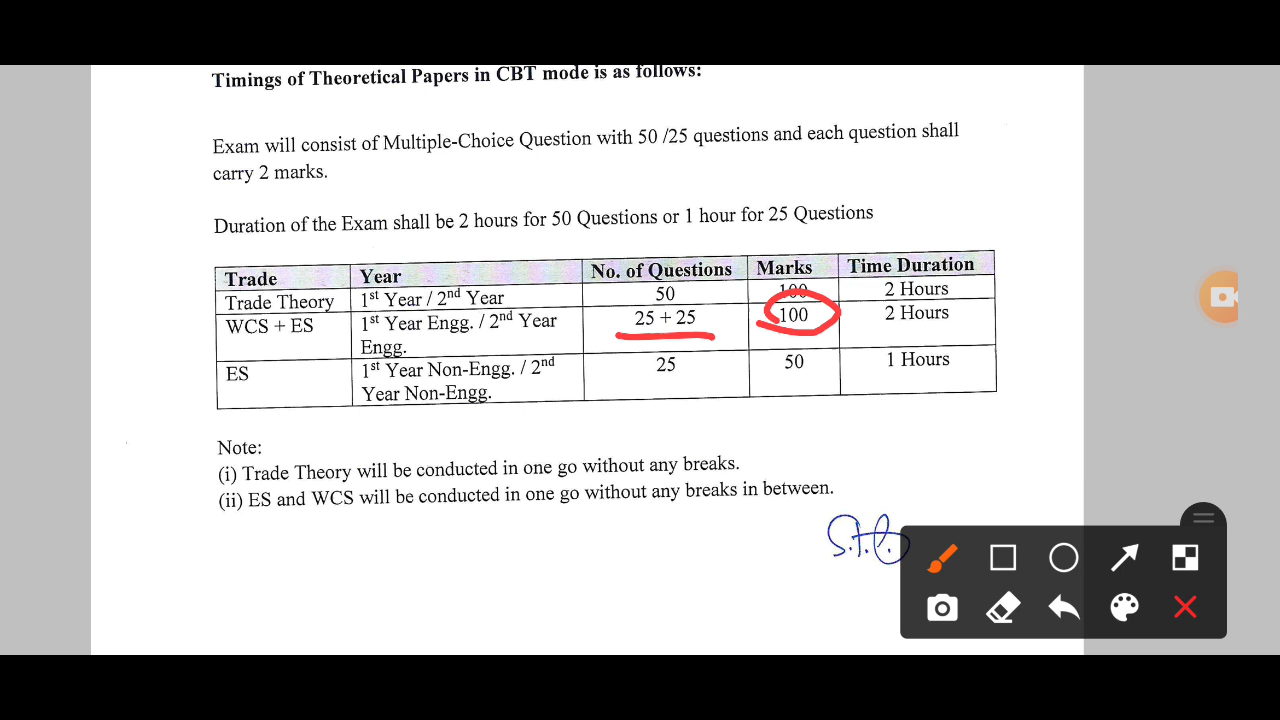 Timings of Theoretical Papers in CBT mode is as follows:
Exam will consist of Multiple-Choice Question with 50 /25 questions and each question shall
carry 2 marks.
Duration of the Exam shall be 2 hours for 50 Questions or 1 hour for 25 Questions
Trade Year No. of Questions Marks Time Duration
Trade Theory 1st Year / 2nd Year 50 100 2 Hours
WCS + ES 1st Year Engg. / 2nd Year 25 + 25 100 2 Hours
Engg.
ES 1st Year Non-Engg. / 2nd 25 50 1 Hours
Year Non-Engg.
Note:
(i) Trade Theory will be conducted in one go without any breaks.
(ii) ES and WCS will be conducted in one go without any breaks in between.